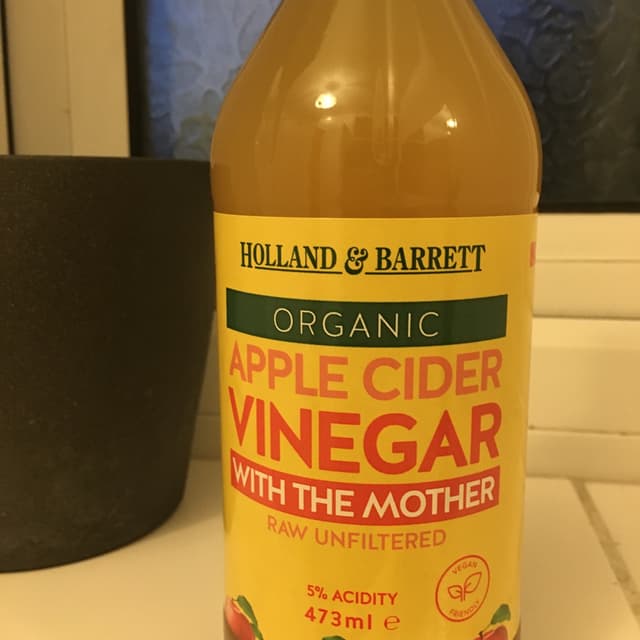 HOLLAND & BARRETT
ORGANIC
APPLE CIDER
VINEGAR
WITH THE MOTHER
RAW UNFILTERED
VEGAN
FRIENDLY
5% ACIDITY
473ml e